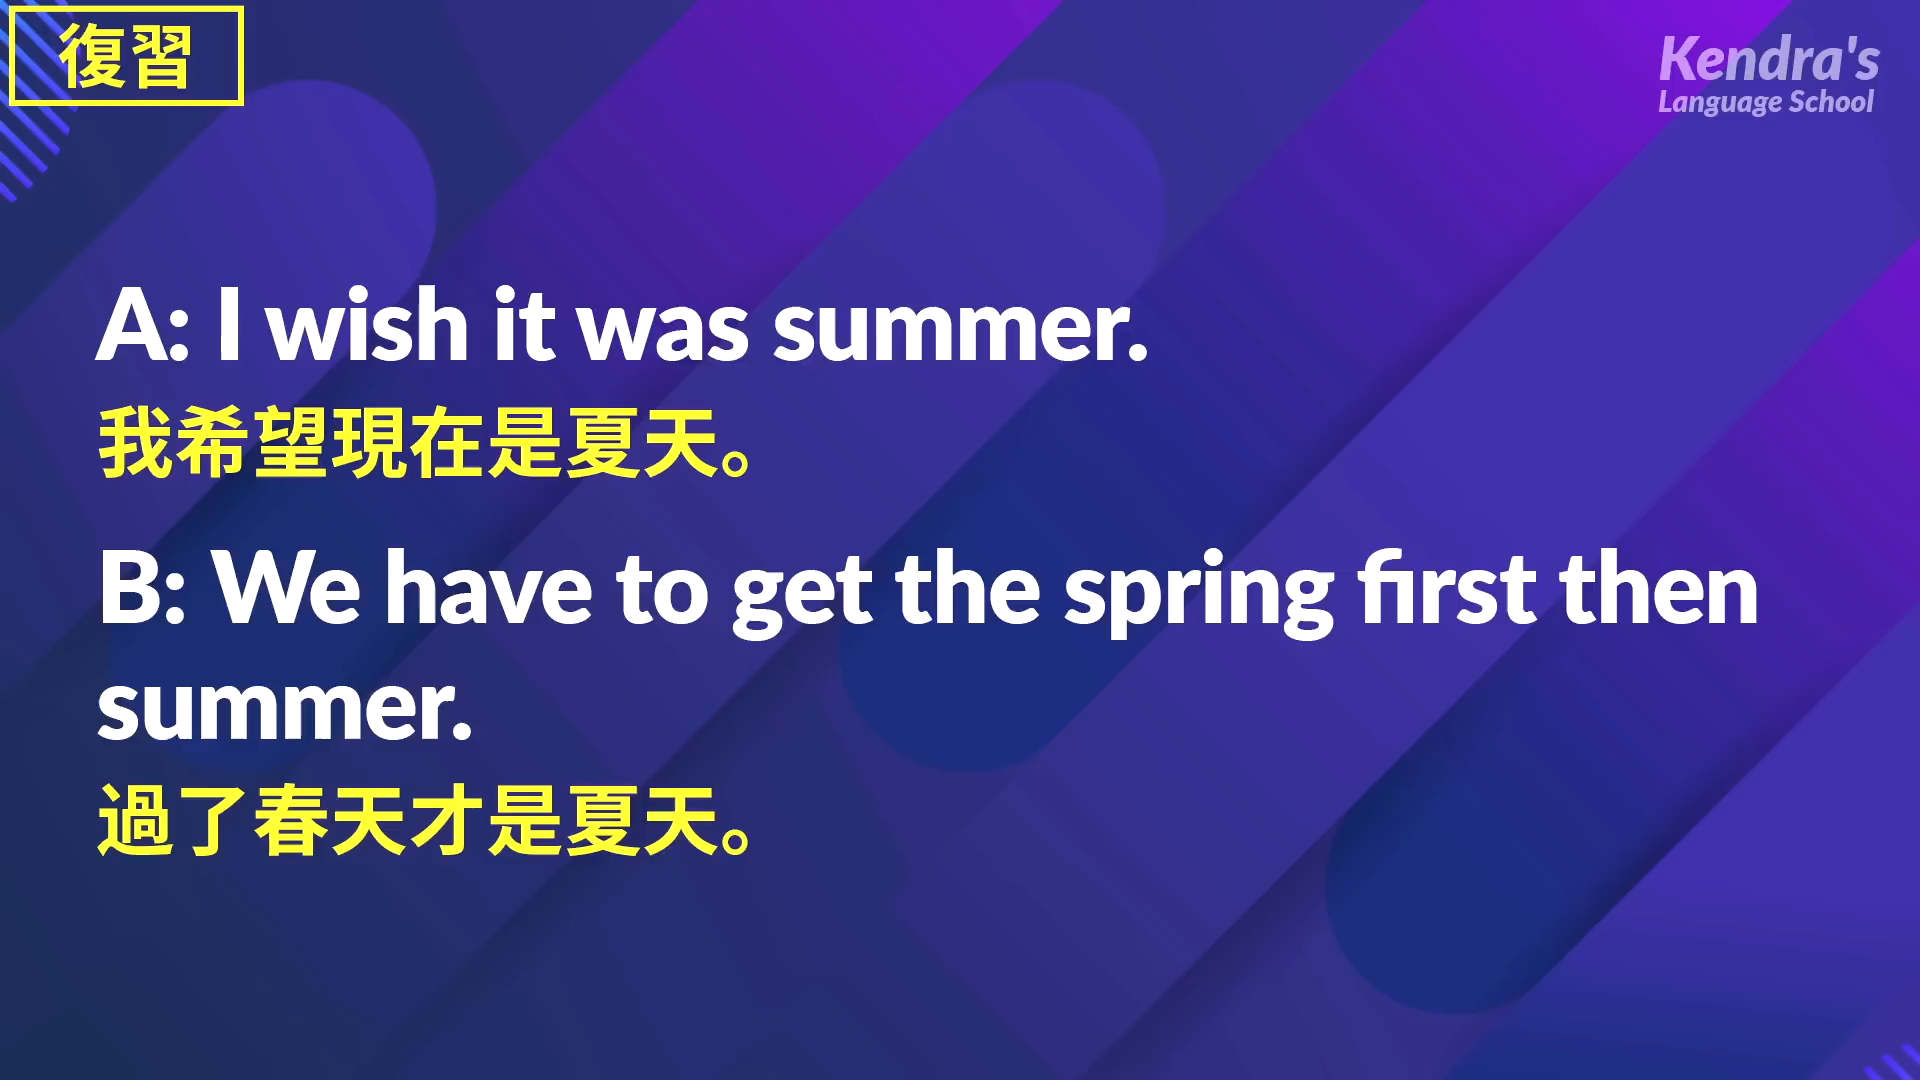 復習
Kendra's
Language School
A: I wish it was summer.
我希望現在是夏天。
B: We have to get the spring first then
summer.
過了春天才是夏天。